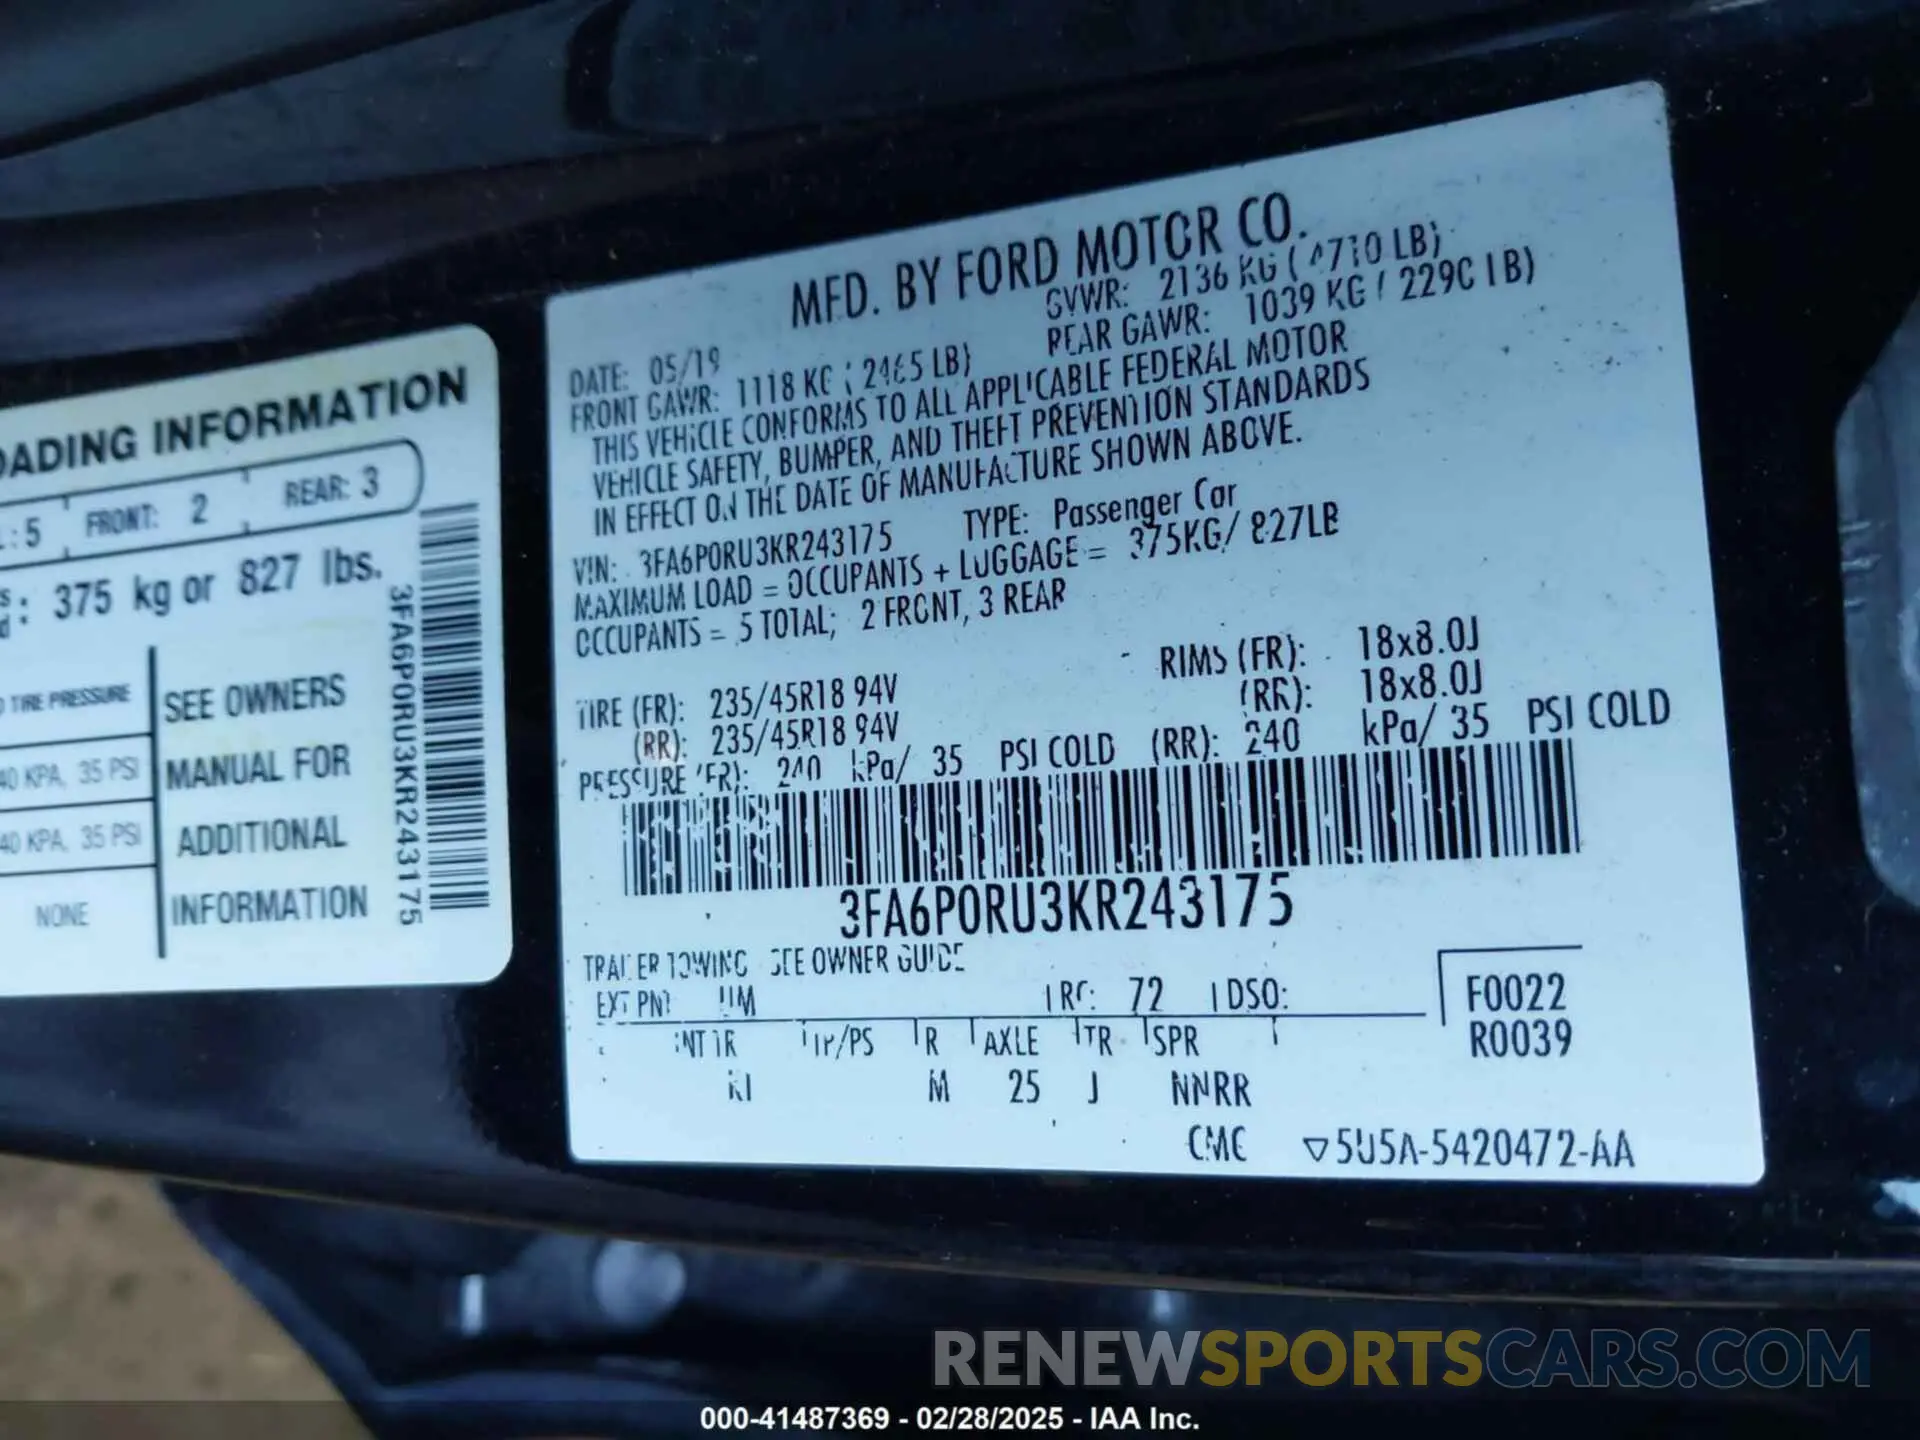 OADING INFORMATION
: 5 FRONT: 2 REAR: 3
: 375 kg or 827 lbs.
TIRE PRESSURE
SEE OWNERS
MANUAL FOR
ADDITIONAL
INFORMATION
40 KPA, 35 PSI
40 KPA, 35 PSI
NONE
3FA6P0RU3KR243175
MFD. BY FORD MOTOR CO.
DATE: 05/19 GVWR: 2136 KG ( 4710 LB)
FRONT GAWR: 1118 KG ( 2465 LB) REAR GAWR: 1039 KG ( 2290 LB)
THIS VEHICLE CONFORMS TO ALL APPLICABLE FEDERAL MOTOR
VEHICLE SAFETY, BUMPER, AND THEFT PREVENTION STANDARDS
IN EFFECT ON THE DATE OF MANUFACTURE SHOWN ABOVE.
VIN: 3FA6P0RU3KR243175 TYPE: Passenger Car
MAXIMUM LOAD = OCCUPANTS + LUGGAGE = 375KG/ 827LB
OCCUPANTS = 5 TOTAL; 2 FRONT, 3 REAR
TIRE (FR): 235/45R18 94V RIMS (FR): 18x8.0J
(RR): 235/45R18 94V (RR): 18x8.0J
PRESSURE (FR): 240 kPa/ 35 PSI COLD (RR): 240 kPa/ 35 PSI COLD
3FA6P0RU3KR243175
TRAILER TOWING SEE OWNER GUIDE
EXT PNT UM RC: 72 DSO: F0022
INT TR TP/PS R AXLE TR SPR R0039
M 25 J NNRR
CMC ▽5U5A-5420472-AA
RENEWSPORTSCARS.COM
000-41487369 - 02/28/2025 - IAA Inc.